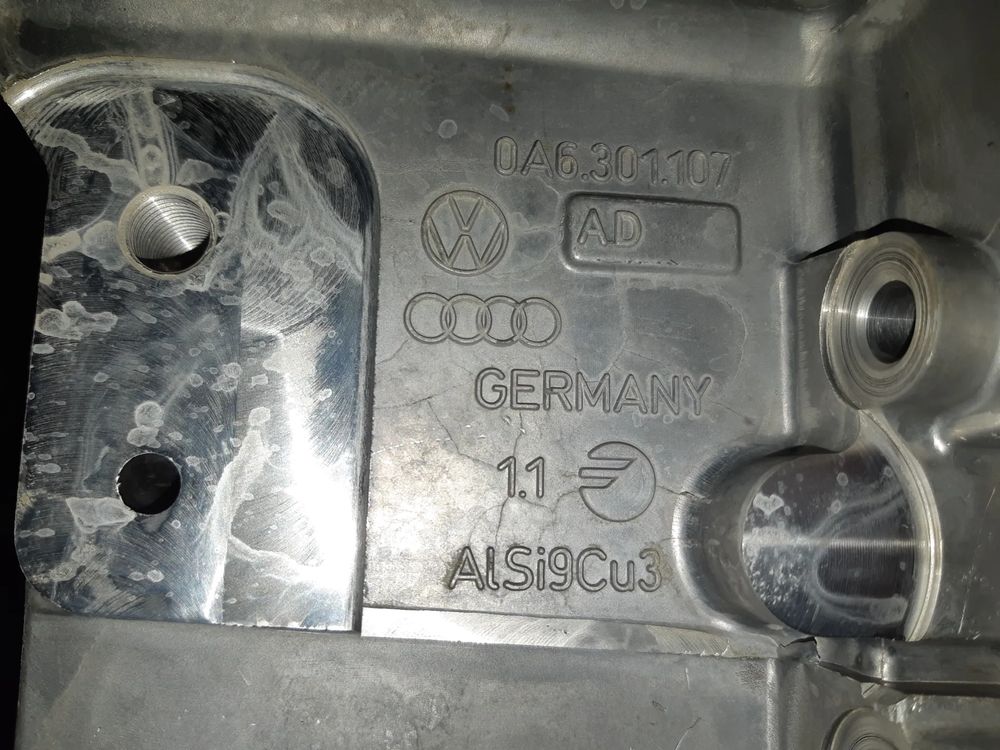 0A6.301.107
AD
GERMANY
1.1
AlSi9Cu3